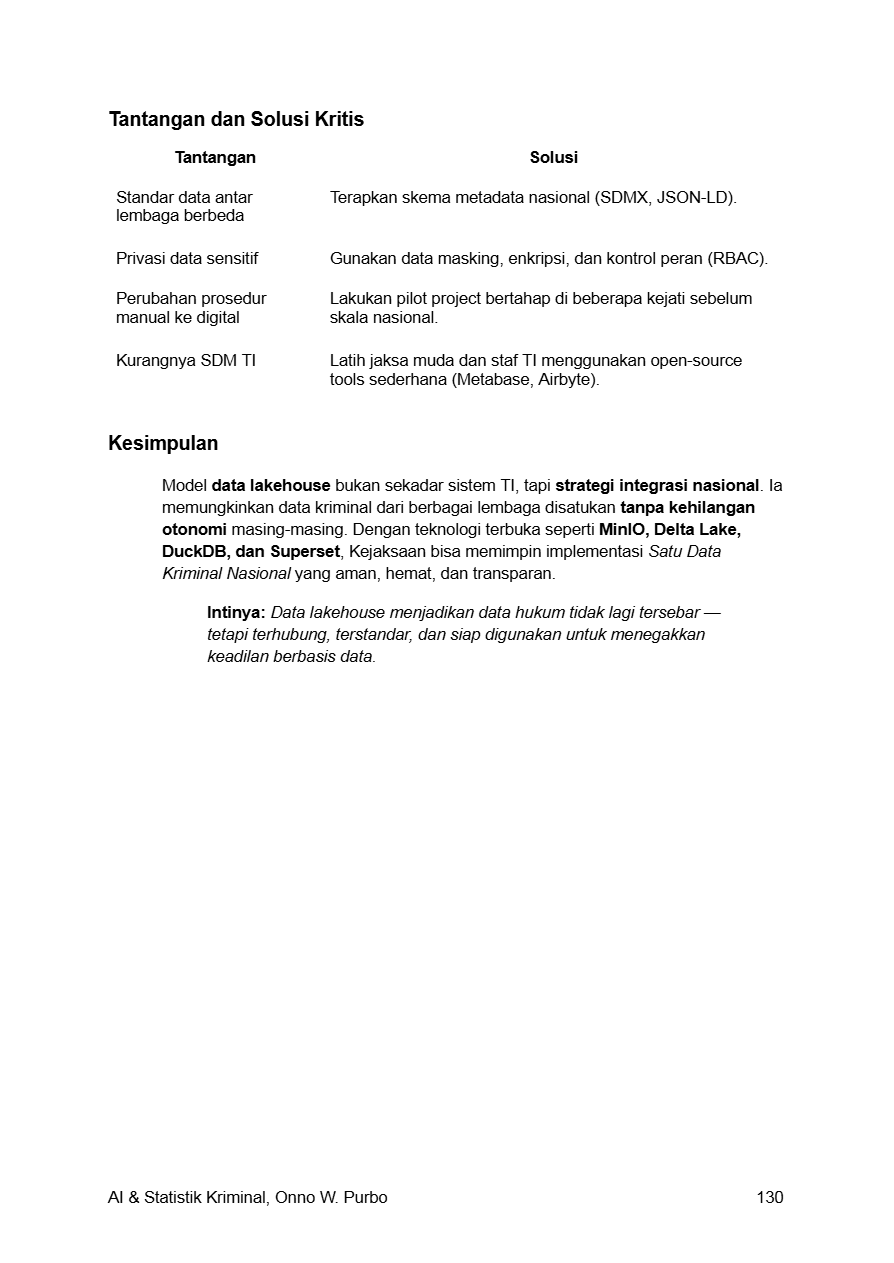 Tantangan dan Solusi Kritis
Tantangan Solusi
Standar data antar Terapkan skema metadata nasional (SDMX, JSON-LD).
lembaga berbeda
Privasi data sensitif Gunakan data masking, enkripsi, dan kontrol peran (RBAC).
Perubahan prosedur Lakukan pilot project bertahap di beberapa kejati sebelum
manual ke digital skala nasional.
Kurangnya SDM TI Latih jaksa muda dan staf TI menggunakan open-source
tools sederhana (Metabase, Airbyte).
Kesimpulan
Model data lakehouse bukan sekadar sistem TI, tapi strategi integrasi nasional. Ia
memungkinkan data kriminal dari berbagai lembaga disatukan tanpa kehilangan
otonomi masing-masing. Dengan teknologi terbuka seperti MinIO, Delta Lake,
DuckDB, dan Superset, Kejaksaan bisa memimpin implementasi Satu Data
Kriminal Nasional yang aman, hemat, dan transparan.
Intinya: Data lakehouse menjadikan data hukum tidak lagi tersebar —
tetapi terhubung, terstandar, dan siap digunakan untuk menegakkan
keadilan berbasis data.
AI & Statistik Kriminal, Onno W. Purbo 130